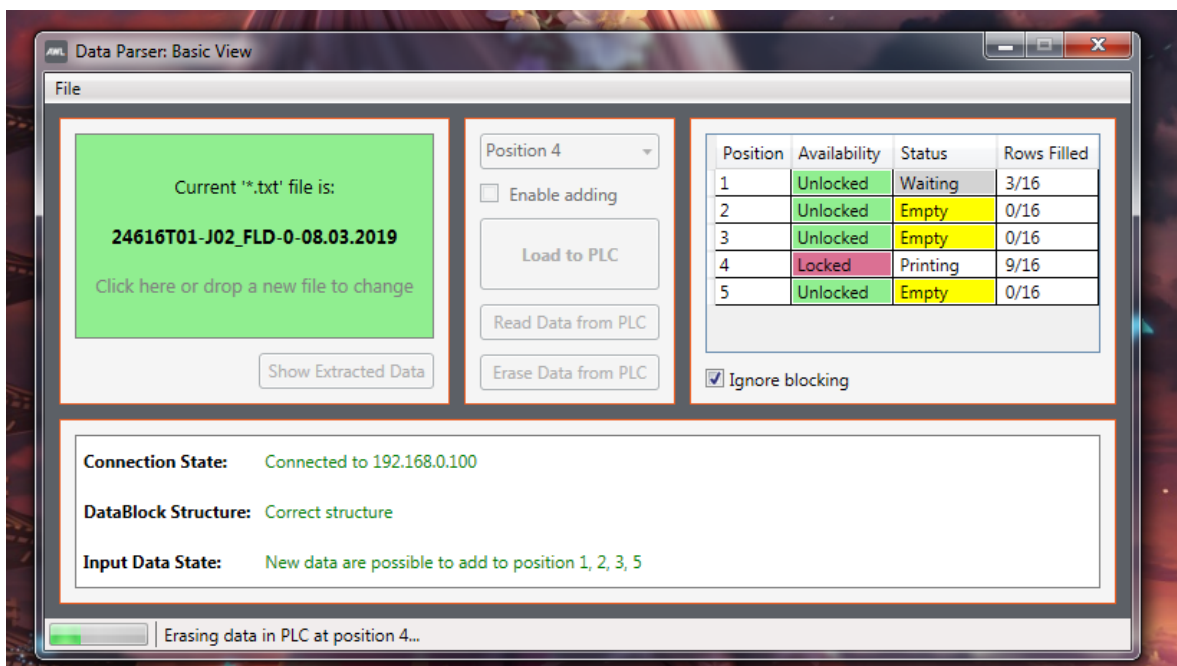 AWL Data Parser: Basic View
File
Current '*.txt' file is:
24616T01-J02_FLD-0-08.03.2019
Click here or drop a new file to change
Show Extracted Data
Position 4
Enable adding
Load to PLC
Read Data from PLC
Erase Data from PLC
Position Availability Status Rows Filled
1 Unlocked Waiting 3/16
2 Unlocked Empty 0/16
3 Unlocked Empty 0/16
4 Locked Printing 9/16
5 Unlocked Empty 0/16
Ignore blocking
Connection State: Connected to 192.168.0.100
DataBlock Structure: Correct structure
Input Data State: New data are possible to add to position 1, 2, 3, 5
Erasing data in PLC at position 4...